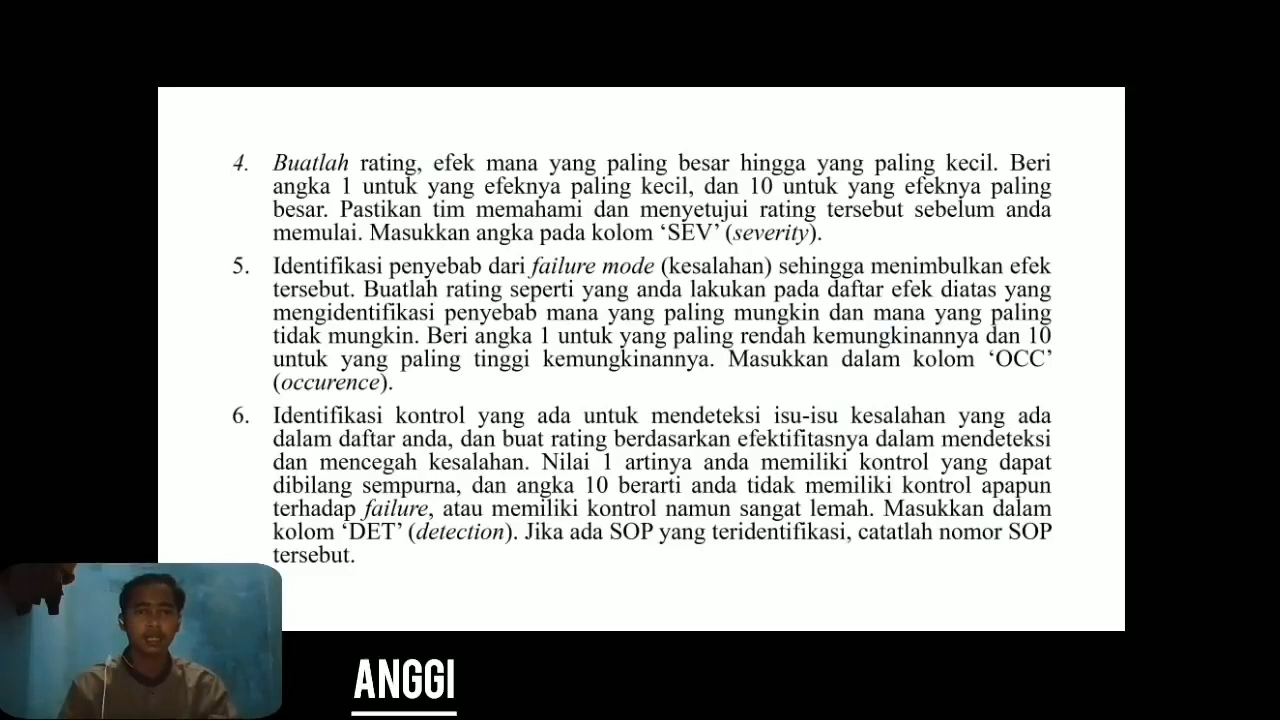 4. Buatlah rating, efek mana yang paling besar hingga yang paling kecil. Beri
angka 1 untuk yang efeknya paling kecil, dan 10 untuk yang efeknya paling
besar. Pastikan tim memahami dan menyetujui rating tersebut sebelum anda
memulai. Masukkan angka pada kolom ‘SEV’ (severity).
5. Identifikasi penyebab dari failure mode (kesalahan) sehingga menimbulkan efek
tersebut. Buatlah rating seperti yang anda lakukan pada daftar efek diatas yang
mengidentifikasi penyebab mana yang paling mungkin dan mana yang paling
tidak mungkin. Beri angka 1 untuk yang paling rendah kemungkinannya dan 10
untuk yang paling tinggi kemungkinannya. Masukkan dalam kolom ‘OCC’
(occurence).
6. Identifikasi kontrol yang ada untuk mendeteksi isu-isu kesalahan yang ada
dalam daftar anda, dan buat rating berdasarkan efektifitasnya dalam mendeteksi
dan mencegah kesalahan. Nilai 1 artinya anda memiliki kontrol yang dapat
dibilang sempurna, dan angka 10 berarti anda tidak memiliki kontrol apapun
terhadap failure, atau memiliki kontrol namun sangat lemah. Masukkan dalam
kolom ‘DET’ (detection). Jika ada SOP yang teridentifikasi, catatlah nomor SOP
tersebut.
ANGGI